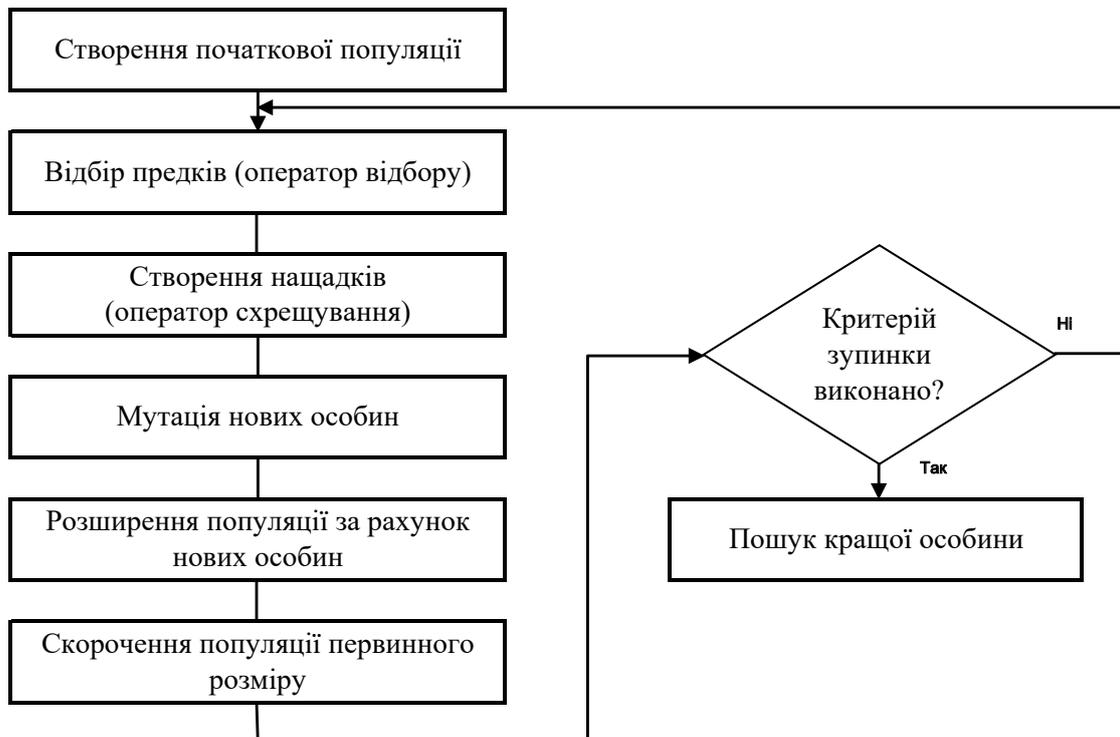 Створення початкової популяції
Відбір предків (оператор відбору)
Створення нащадків
(оператор схрещування)
Мутація нових особин
Розширення популяції за рахунок
нових особин
Скорочення популяції первинного
розміру
Критерій
зупинки
виконано?
Ні
Так
Пошук кращої особини